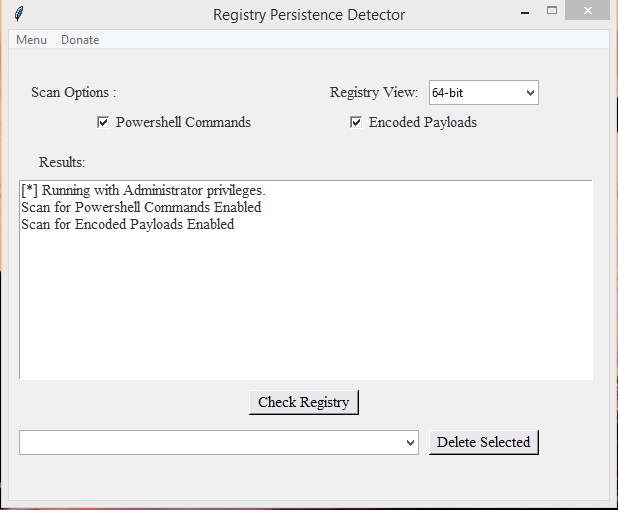 Registry Persistence Detector
Menu Donate
Scan Options : Registry View: 64-bit
Powershell Commands Encoded Payloads
Results:
[*] Running with Administrator privileges.
Scan for Powershell Commands Enabled
Scan for Encoded Payloads Enabled
Check Registry
Delete Selected